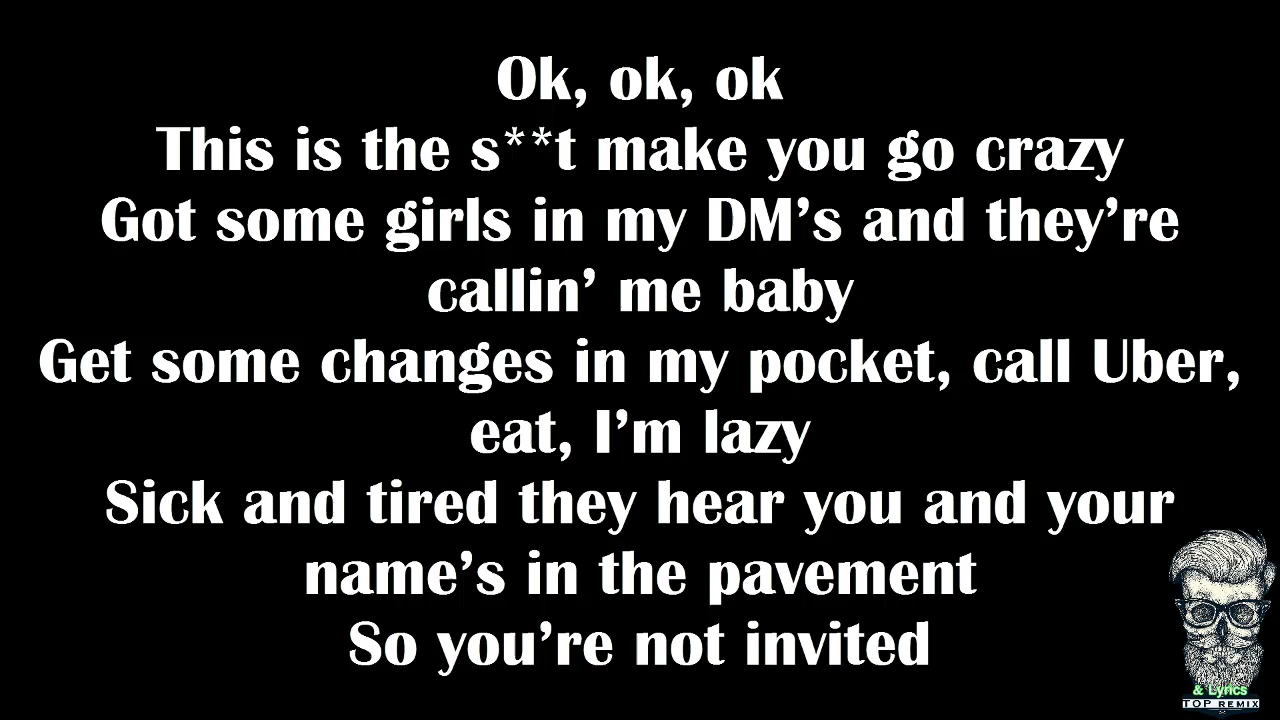 Ok, ok, ok
This is the s**t make you go crazy
Got some girls in my DM’s and they’re
callin’ me baby
Get some changes in my pocket, call Uber,
eat, I’m lazy
Sick and tired they hear you and your
name’s in the pavement
So you’re not invited
& Lyrics
TOP REMIX